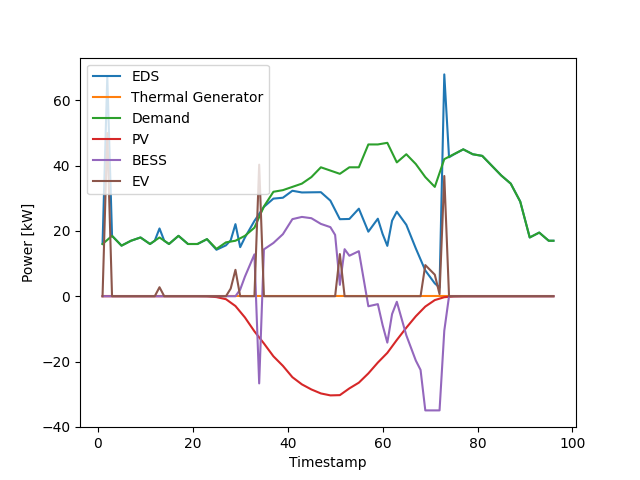 EDS
Thermal Generator
Demand
PV
BESS
EV
Power [kW]
60
40
20
0
−20
−40
0 20 40 60 80 100
Timestamp